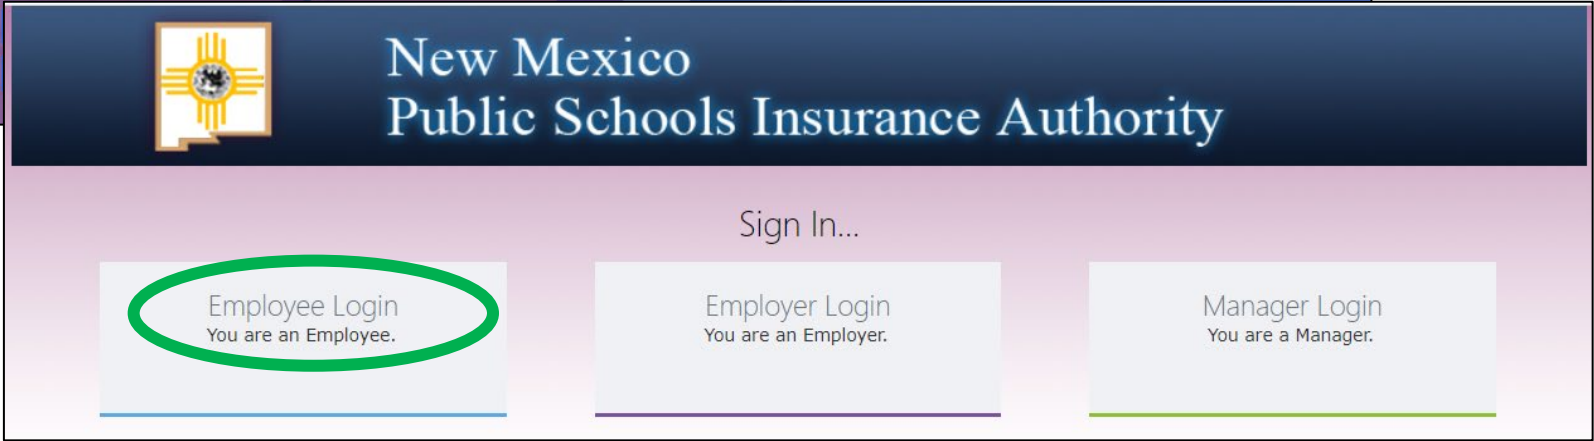 New Mexico
Public Schools Insurance Authority
Sign In...
Employee Login
You are an Employee.
Employer Login
You are an Employer.
Manager Login
You are a Manager.